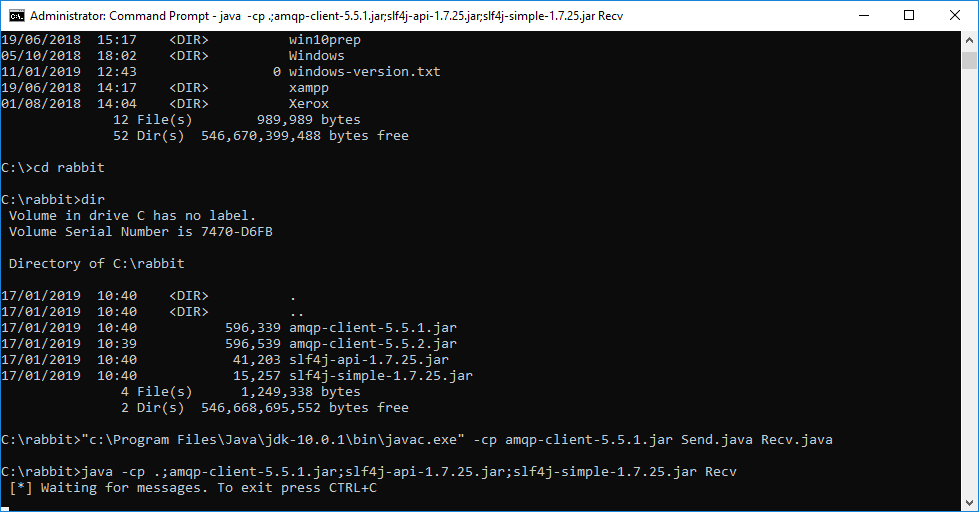 Administrator: Command Prompt - java  -cp .;amqp-client-5.5.1.jar;slf4j-api-1.7.25.jar;slf4j-simple-1.7.25.jar Recv
19/06/2018  15:17    <DIR>          win10prep
05/10/2018  18:02    <DIR>          Windows
11/01/2019  12:43                 0 windows-version.txt
19/06/2018  14:17    <DIR>          xampp
01/08/2018  14:04    <DIR>          Xerox
              12 File(s)        989,989 bytes
              52 Dir(s)  546,670,399,488 bytes free
C:\>cd rabbit
C:\rabbit>dir
 Volume in drive C has no label.
 Volume Serial Number is 7470-D6FB
 Directory of C:\rabbit
17/01/2019  10:40    <DIR>          .
17/01/2019  10:40    <DIR>          ..
17/01/2019  10:40           596,339 amqp-client-5.5.1.jar
17/01/2019  10:39           596,539 amqp-client-5.5.2.jar
17/01/2019  10:40            41,203 slf4j-api-1.7.25.jar
17/01/2019  10:40            15,257 slf4j-simple-1.7.25.jar
               4 File(s)      1,249,338 bytes
               2 Dir(s)  546,668,695,552 bytes free
C:\rabbit>"c:\Program Files\Java\jdk-10.0.1\bin\javac.exe" -cp amqp-client-5.5.1.jar Send.java Recv.java
C:\rabbit>java -cp .;amqp-client-5.5.1.jar;slf4j-api-1.7.25.jar;slf4j-simple-1.7.25.jar Recv
 [*] Waiting for messages. To exit press CTRL+C